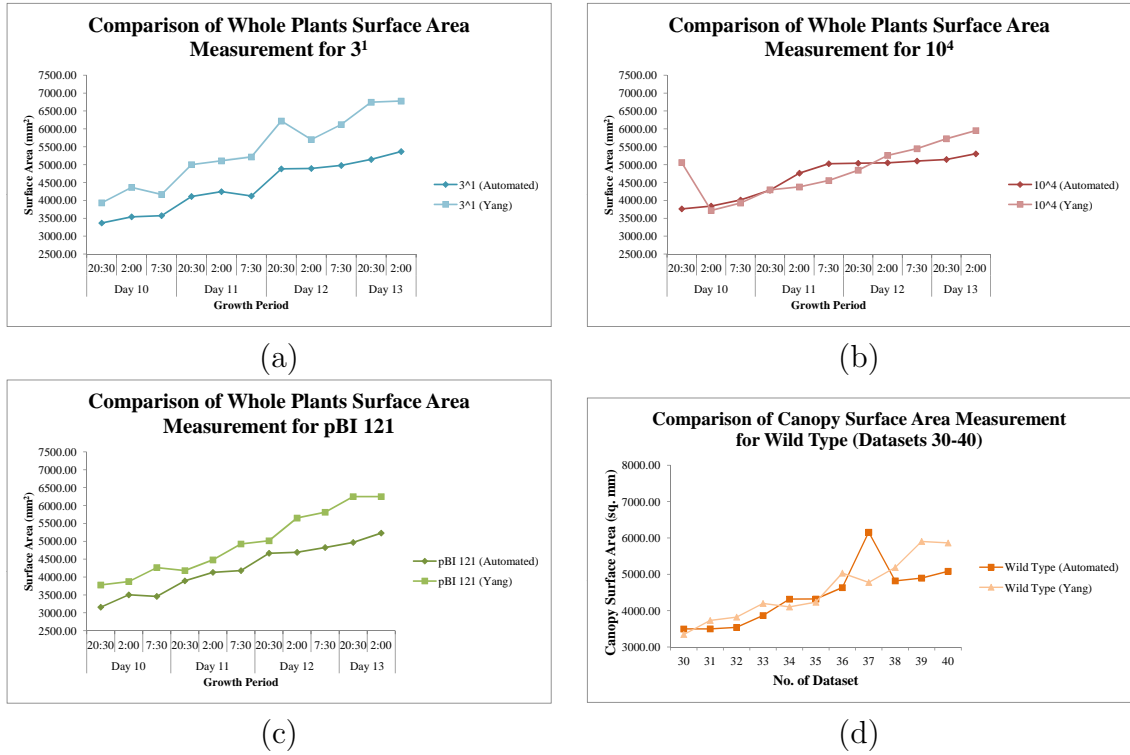 Comparison of Whole Plants Surface Area
Measurement for 3¹
Surface Area (mm²)
7500.00
7000.00
6500.00
6000.00
5500.00
5000.00
4500.00
4000.00
3500.00
3000.00
2500.00
20:30 2:00 7:30 20:30 2:00 7:30 20:30 2:00 7:30 20:30 2:00
Day 10 Day 11 Day 12 Day 13
Growth Period
3^1 (Automated)
3^1 (Yang)
(a)
Comparison of Whole Plants Surface Area
Measurement for 10⁴
Surface Area (mm²)
7500.00
7000.00
6500.00
6000.00
5500.00
5000.00
4500.00
4000.00
3500.00
3000.00
2500.00
20:30 2:00 7:30 20:30 2:00 7:30 20:30 2:00 7:30 20:30 2:00
Day 10 Day 11 Day 12 Day 13
Growth Period
10^4 (Automated)
10^4 (Yang)
(b)
Comparison of Whole Plants Surface Area
Measurement for pBI 121
Surface Area (mm²)
7500.00
7000.00
6500.00
6000.00
5500.00
5000.00
4500.00
4000.00
3500.00
3000.00
2500.00
20:30 2:00 7:30 20:30 2:00 7:30 20:30 2:00 7:30 20:30 2:00
Day 10 Day 11 Day 12 Day 13
Growth Period
pBI 121 (Automated)
pBI 121 (Yang)
(c)
Comparison of Canopy Surface Area Measurement
for Wild Type (Datasets 30-40)
Canopy Surface Area (sq. mm)
8000.00
7000.00
6000.00
5000.00
4000.00
3000.00
30 31 32 33 34 35 36 37 38 39 40
No. of Dataset
Wild Type (Automated)
Wild Type (Yang)
(d)